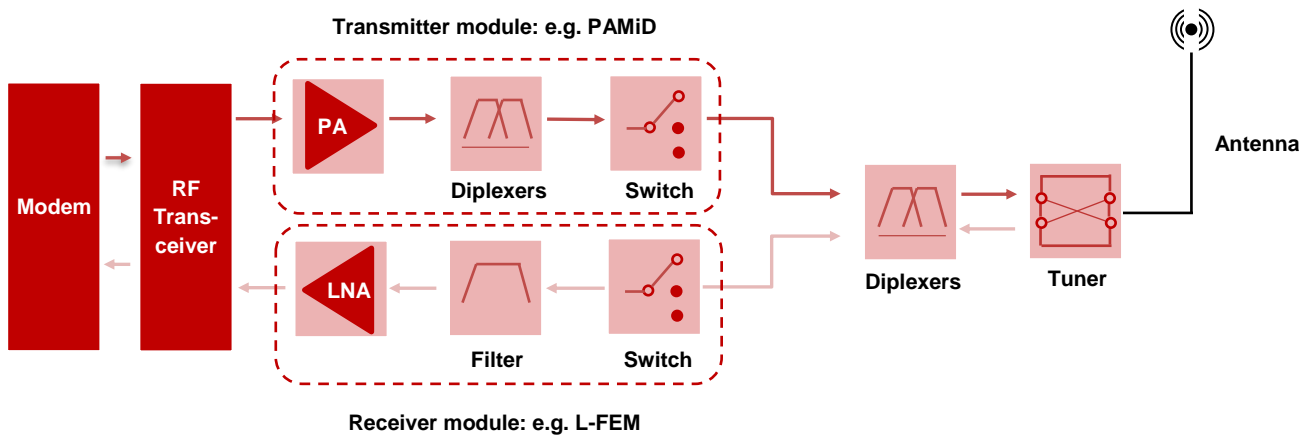 Transmitter module: e.g. PAMiD
Modem
RF
Trans-
ceiver
PA
Diplexers
Switch
LNA
Filter
Switch
Receiver module: e.g. L-FEM
Diplexers
Tuner
Antenna